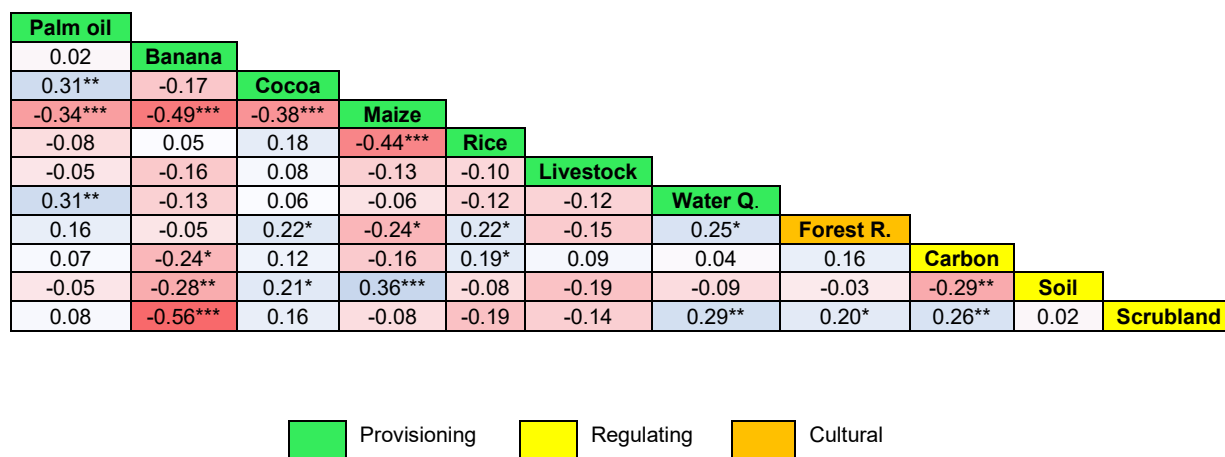 Palm oil
0.02 Banana
0.31** -0.17 Cocoa
-0.34*** -0.49*** -0.38*** Maize
-0.08 0.05 0.18 -0.44*** Rice
-0.05 -0.16 0.08 -0.13 -0.10 Livestock
0.31** -0.13 0.06 -0.06 -0.12 -0.12 Water Q.
0.16 -0.05 0.22* -0.24* 0.22* -0.15 0.25* Forest R.
0.07 -0.24* 0.12 -0.16 0.19* 0.09 0.04 0.16 Carbon
-0.05 -0.28** 0.21* 0.36*** -0.08 -0.19 -0.09 -0.03 -0.29** Soil
0.08 -0.56*** 0.16 -0.08 -0.19 -0.14 0.29** 0.20* 0.26** 0.02 Scrubland
Provisioning Regulating Cultural